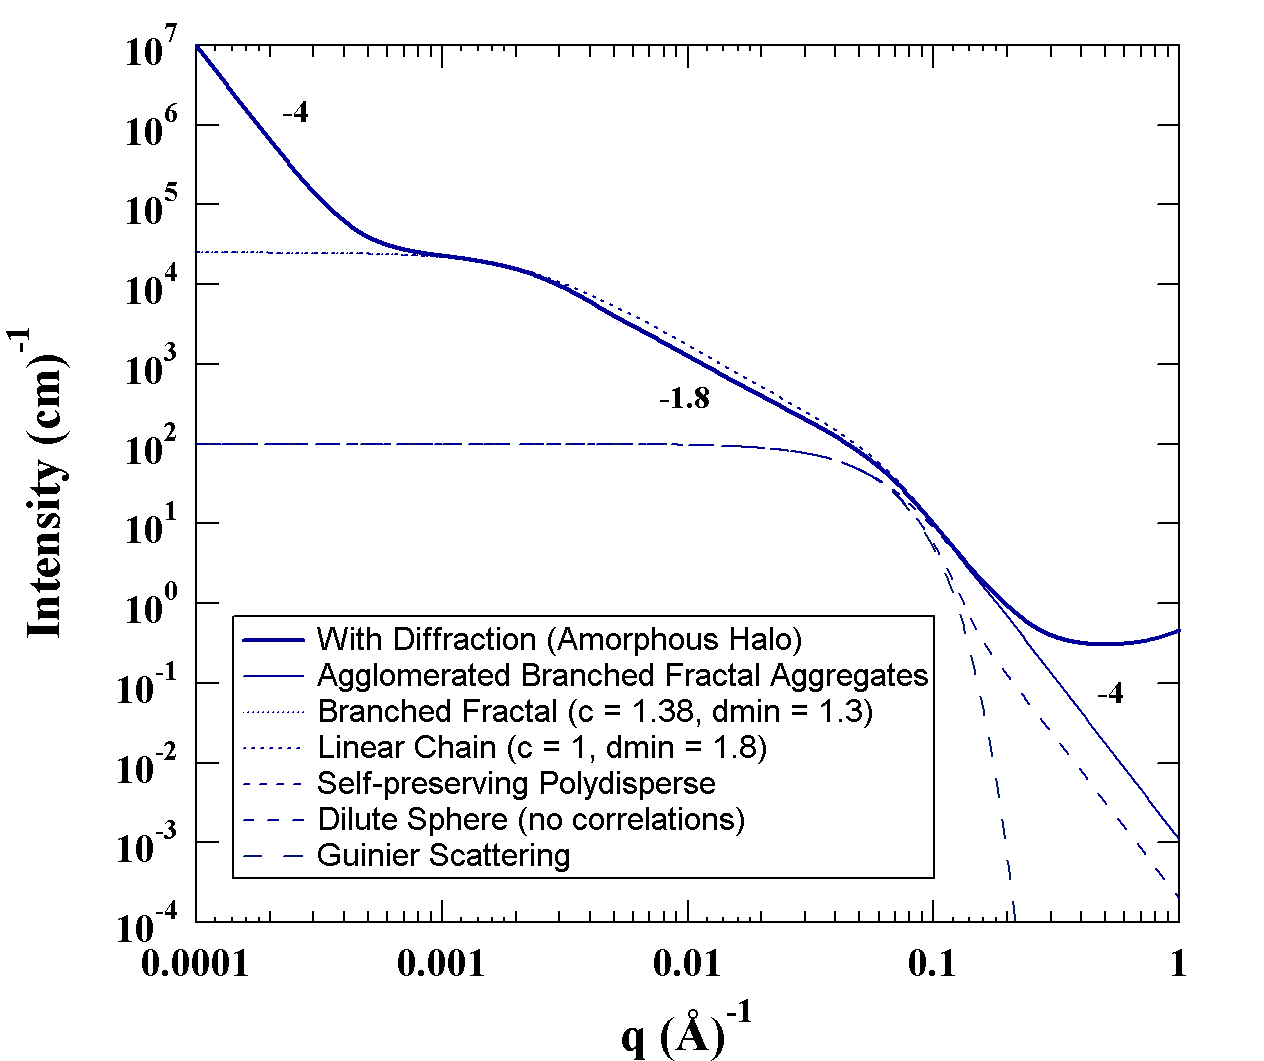 10^7
-4
10^6
10^5
10^4
10^3
-1.8
10^2
10^1
10^0
10^-1
-4
10^-2
10^-3
10^-4
Intensity (cm)^-1
With Diffraction (Amorphous Halo)
Agglomerated Branched Fractal Aggregates
Branched Fractal (c = 1.38, dmin = 1.3)
Linear Chain (c = 1, dmin = 1.8)
Self-preserving Polydisperse
Dilute Sphere (no correlations)
Guinier Scattering
0.0001 0.001 0.01 0.1 1
q (Å)^-1